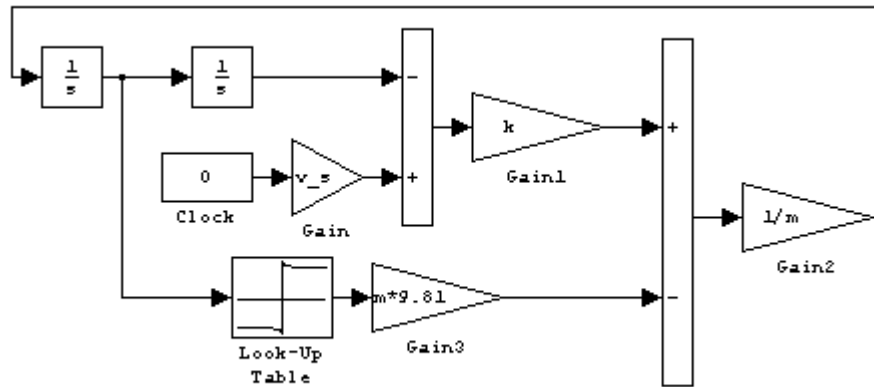 1
s
1
s
-
+
k
Gain1
0
Clock
v_s
Gain
+
-
1/m
Gain2
Look-Up
Table
m*9.81
Gain3